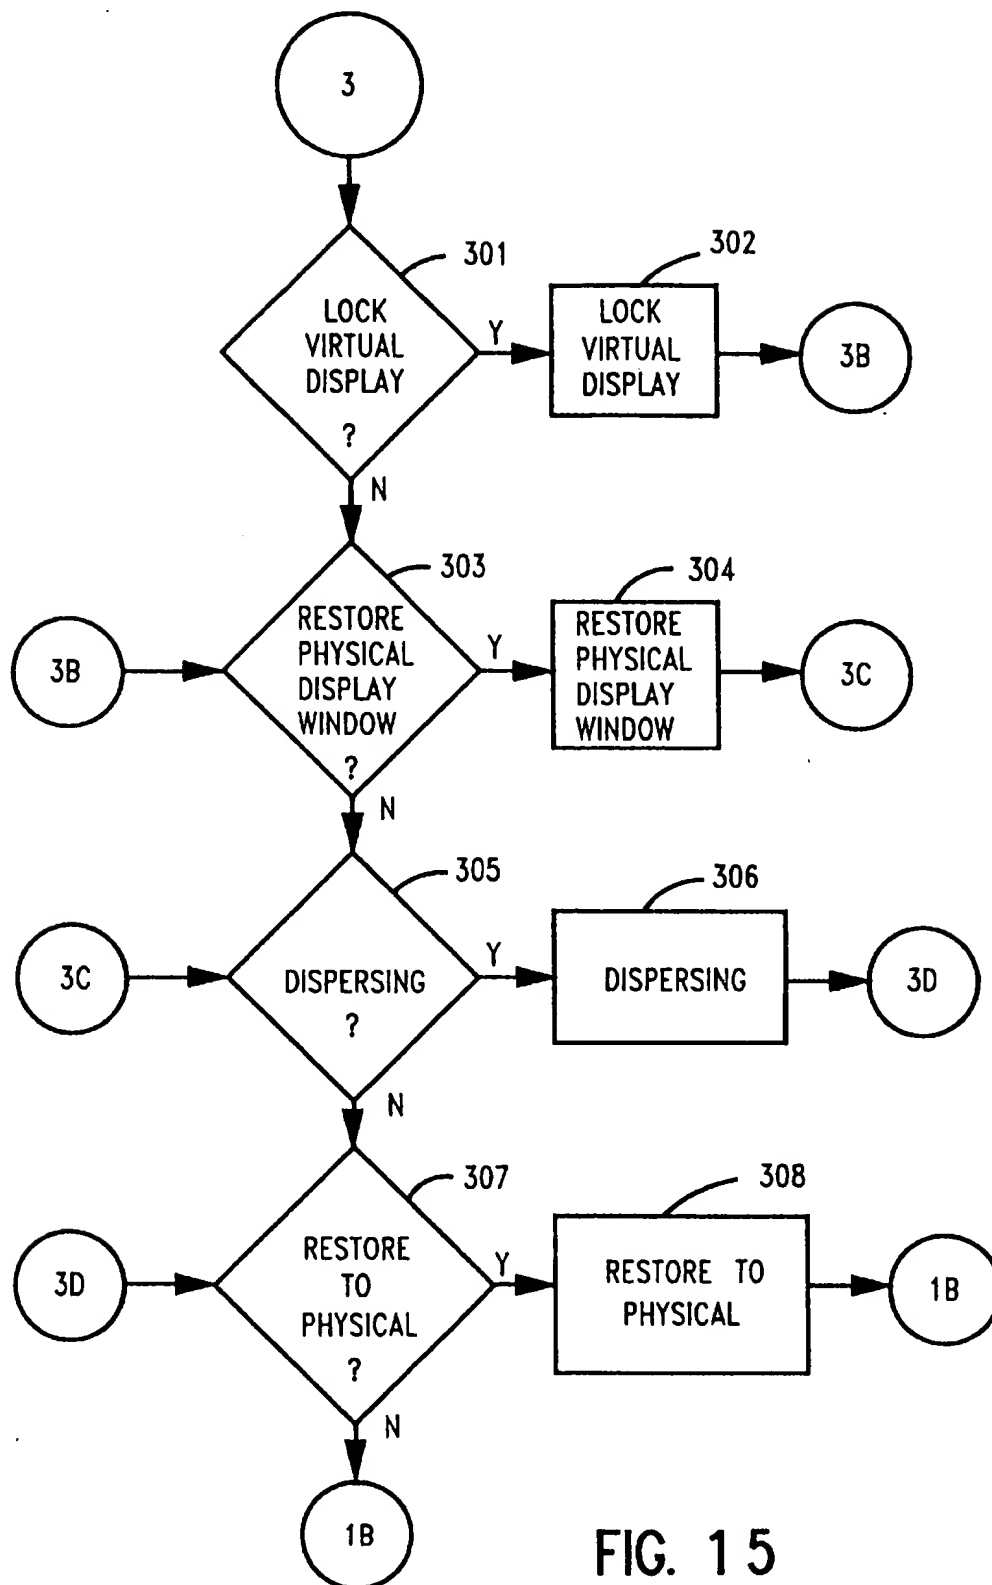 3
301
LOCK
VIRTUAL
DISPLAY
?
Y
302
LOCK
VIRTUAL
DISPLAY
3B
N
3B
303
RESTORE
PHYSICAL
DISPLAY
WINDOW
?
Y
304
RESTORE
PHYSICAL
DISPLAY
WINDOW
3C
N
3C
305
DISPERSING
?
Y
306
DISPERSING
3D
N
3D
307
RESTORE
TO
PHYSICAL
?
Y
308
RESTORE TO
PHYSICAL
1B
N
1B
FIG. 15